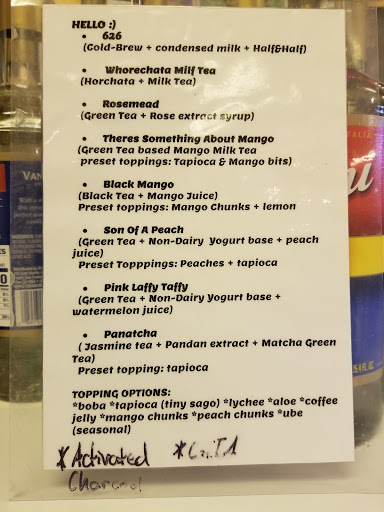 HELLO :)
• 626
(Cold-Brew + condensed milk + Half&Half)
• Whorechata Milf Tea
(Horchata + Milk Tea)
• Rosemead
(Green Tea + Rose extract syrup)
• Theres Something About Mango
(Green Tea based Mango Milk Tea
preset toppings: Tapioca & Mango bits)
• Black Mango
(Black Tea + Mango Juice)
Preset toppings: Mango Chunks + lemon
• Son Of A Peach
(Green Tea + Non-Dairy Yogurt base + peach
juice)
Preset Topppings: Peaches + tapioca
• Pink Laffy Taffy
(Green Tea + Non-Dairy Yogurt base +
watermelon juice)
• Panatcha
( Jasmine tea + Pandan extract + Matcha Green
Tea)
Preset topping: tapioca
TOPPING OPTIONS:
*boba *tapioca (tiny sago) *lychee *aloe *coffee
jelly *mango chunks *peach chunks *ube
(seasonal)
* Activated
Charcoal
VAN
ALIA
25.4 FL